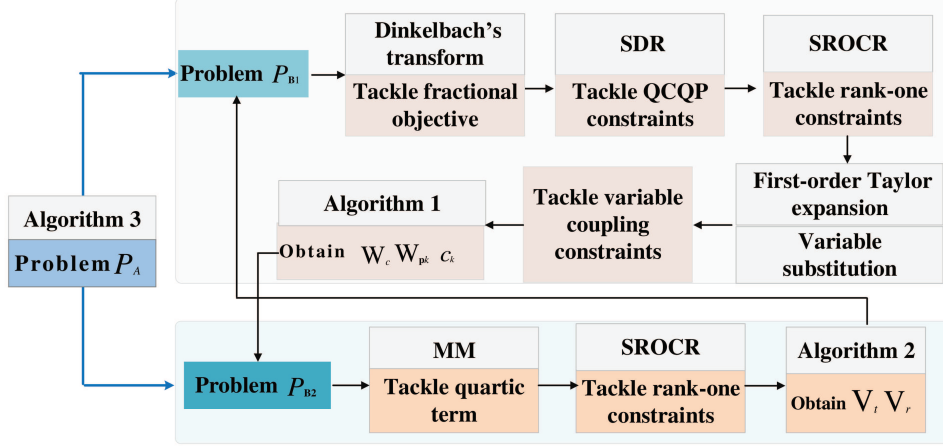 Algorithm 3
Problem P_A
Problem P_B1
Dinkelbach's
transform
Tackle fractional
objective
SDR
Tackle QCQP
constraints
SROCR
Tackle rank-one
constraints
First-order Taylor
expansion
Variable
substitution
Tackle variable
coupling
constraints
Algorithm 1
Obtain W_c W_pk c_k
Problem P_B2
MM
Tackle quartic
term
SROCR
Tackle rank-one
constraints
Algorithm 2
Obtain V_t V_r